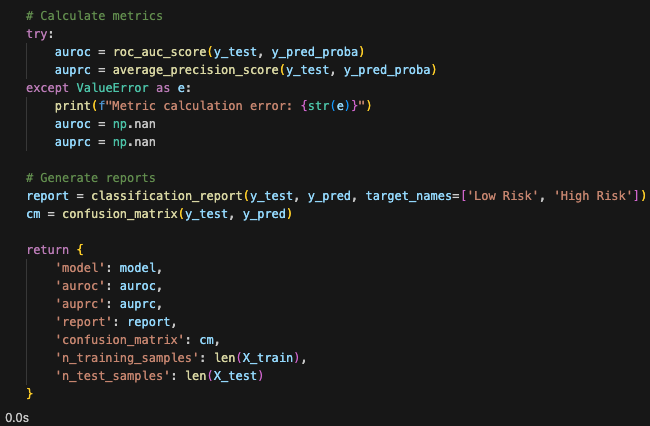 # Calculate metrics
try:
    auroc = roc_auc_score(y_test, y_pred_proba)
    auprc = average_precision_score(y_test, y_pred_proba)
except ValueError as e:
    print(f"Metric calculation error: {str(e)}")
    auroc = np.nan
    auprc = np.nan

# Generate reports
report = classification_report(y_test, y_pred, target_names=['Low Risk', 'High Risk'])
cm = confusion_matrix(y_test, y_pred)

return {
    'model': model,
    'auroc': auroc,
    'auprc': auprc,
    'report': report,
    'confusion_matrix': cm,
    'n_training_samples': len(X_train),
    'n_test_samples': len(X_test)
}
0.0s